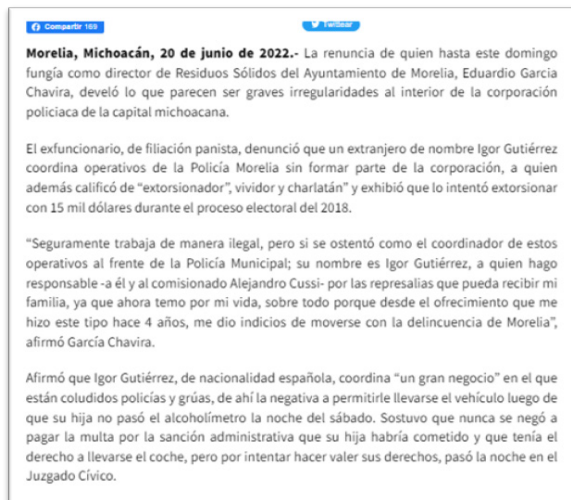 Compartir 169
Twittear
Morelia, Michoacán, 20 de junio de 2022.- La renuncia de quien hasta este domingo
fungía como director de Residuos Sólidos del Ayuntamiento de Morelia, Eduardio Garcia
Chavira, develó lo que parecen ser graves irregularidades al interior de la corporación
policiaca de la capital michoacana.
El exfuncionario, de filiación panista, denunció que un extranjero de nombre Igor Gutiérrez
coordina operativos de la Policía Morelia sin formar parte de la corporación, a quien
además calificó de “extorsionador”, vividor y charlatán” y exhibió que lo intentó extorsionar
con 15 mil dólares durante el proceso electoral del 2018.
“Seguramente trabaja de manera ilegal, pero si se ostentó como el coordinador de estos
operativos al frente de la Policía Municipal; su nombre es Igor Gutiérrez, a quien hago
responsable -a él y al comisionado Alejandro Cussi- por las represalias que pueda recibir mi
familia, ya que ahora temo por mi vida, sobre todo porque desde el ofrecimiento que me
hizo este tipo hace 4 años, me dio indicios de moverse con la delincuencia de Morelia”,
afirmó García Chavira.
Afirmó que Igor Gutiérrez, de nacionalidad española, coordina “un gran negocio” en el que
están coludidos policías y grúas, de ahí la negativa a permitirle llevarse el vehículo luego de
que su hija no pasó el alcoholímetro la noche del sábado. Sostuvo que nunca se negó a
pagar la multa por la sanción administrativa que su hija habría cometido y que tenía el
derecho a llevarse el coche, pero por intentar hacer valer sus derechos, pasó la noche en el
Juzgado Cívico.